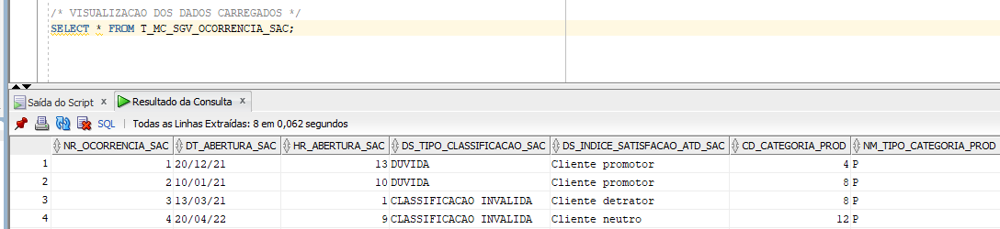 /* VISUALIZACAO DOS DADOS CARREGADOS */
SELECT * FROM T_MC_SGV_OCORRENCIA_SAC;
Saída do Script x Resultado da Consulta x
SQL | Todas as Linhas Extraídas: 8 em 0,062 segundos
NR_OCORRENCIA_SAC DT_ABERTURA_SAC HR_ABERTURA_SAC DS_TIPO_CLASSIFICACAO_SAC DS_INDICE_SATISFACAO_ATD_SAC CD_CATEGORIA_PROD NM_TIPO_CATEGORIA_PROD
1 1 20/12/21 13 DUVIDA Cliente promotor 4 P
2 2 10/01/21 10 DUVIDA Cliente promotor 8 P
3 3 13/03/21 1 CLASSIFICACAO INVALIDA Cliente detrator 8 P
4 4 20/04/22 9 CLASSIFICACAO INVALIDA Cliente neutro 12 P